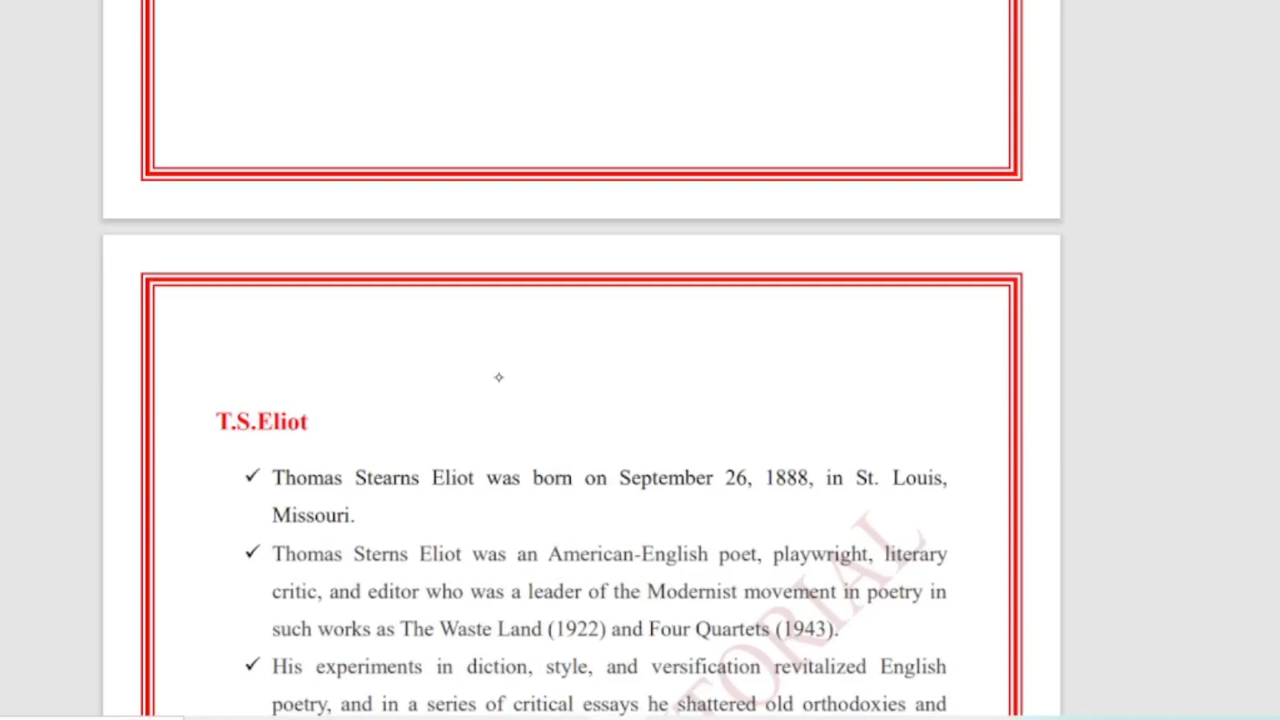 T.S.Eliot
✓ Thomas Stearns Eliot was born on September 26, 1888, in St. Louis,
Missouri.
✓ Thomas Sterns Eliot was an American-English poet, playwright, literary
critic, and editor who was a leader of the Modernist movement in poetry in
such works as The Waste Land (1922) and Four Quartets (1943).
✓ His experiments in diction, style, and versification revitalized English
poetry, and in a series of critical essays he shattered old orthodoxies and